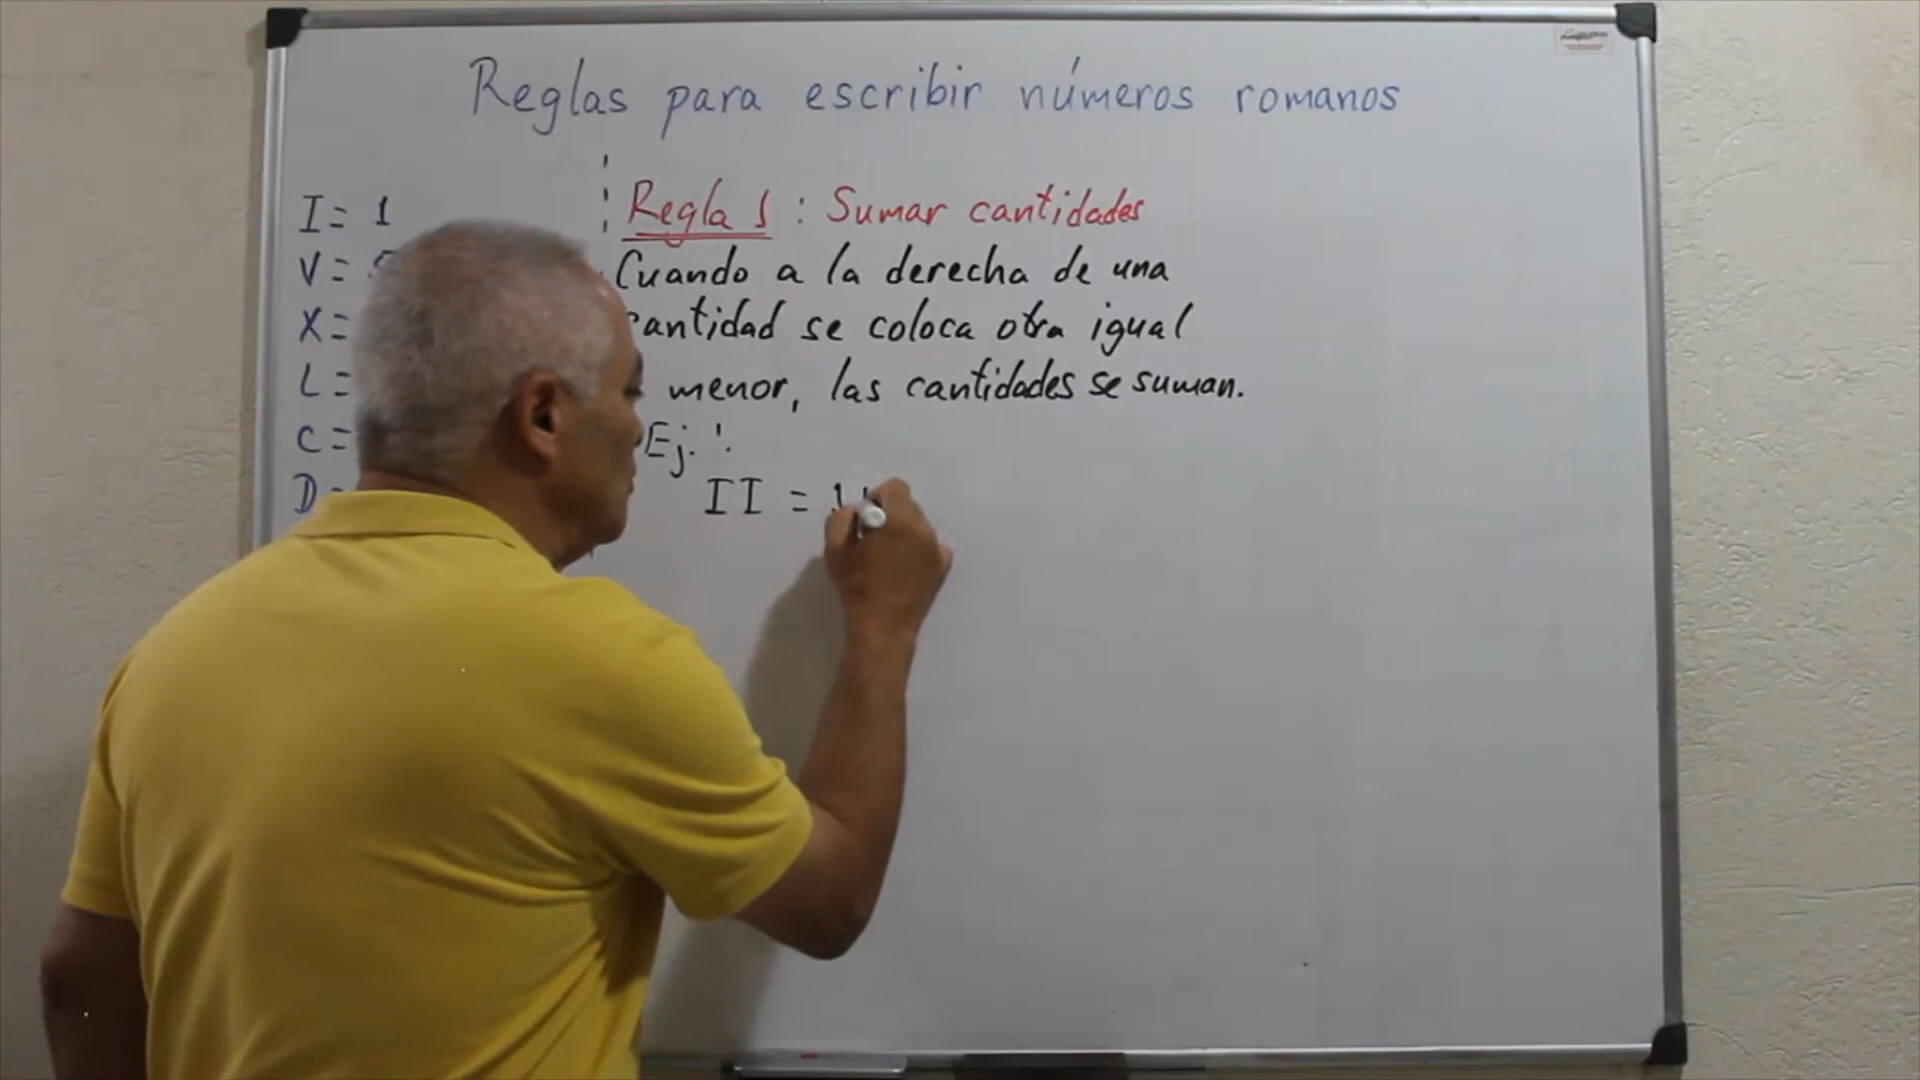 Reglas para escribir números romanos
I = 1
V =
X =
L =
C =
D =
Regla 1 : Sumar cantidades
Cuando a la derecha de una
cantidad se coloca otra igual
menor, las cantidades se suman.
Ej. :
II = 1